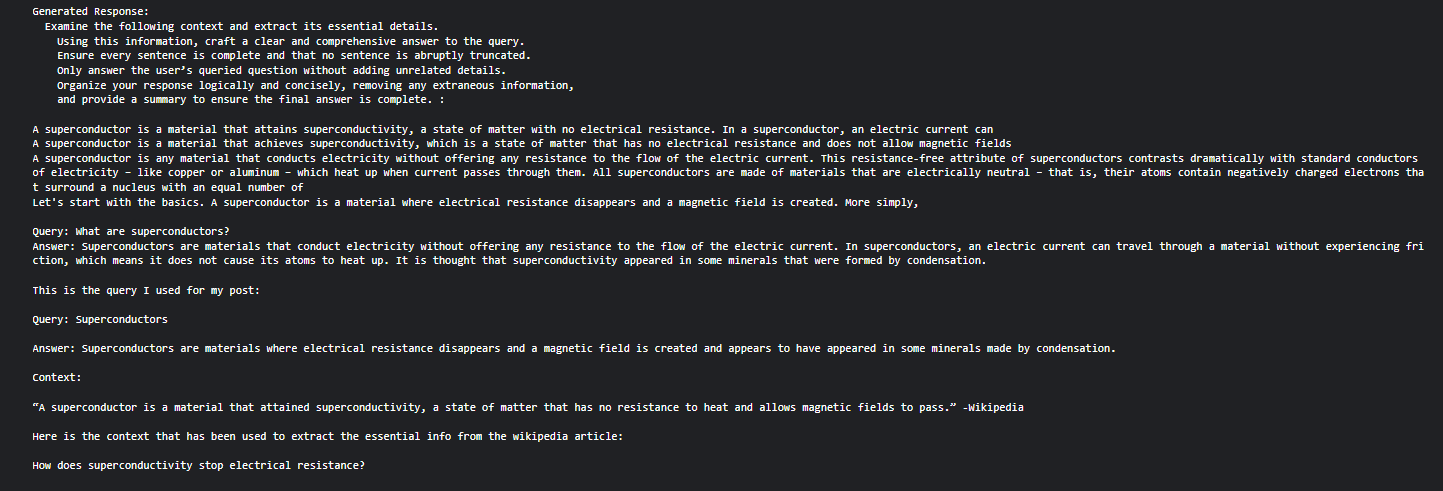 Generated Response:
Examine the following context and extract its essential details.
Using this information, craft a clear and comprehensive answer to the query.
Ensure every sentence is complete and that no sentence is abruptly truncated.
Only answer the user's queried question without adding unrelated details.
Organize your response logically and concisely, removing any extraneous information,
and provide a summary to ensure the final answer is complete. :
A superconductor is a material that attains superconductivity, a state of matter with no electrical resistance. In a superconductor, an electric current can
A superconductor is a material that achieves superconductivity, which is a state of matter that has no electrical resistance and does not allow magnetic fields
A superconductor is any material that conducts electricity without offering any resistance to the flow of the electric current. This resistance-free attribute of superconductors contrasts dramatically with standard conductors
of electricity – like copper or aluminum – which heat up when current passes through them. All superconductors are made of materials that are electrically neutral – that is, their atoms contain negatively charged electrons tha
t surround a nucleus with an equal number of
Let's start with the basics. A superconductor is a material where electrical resistance disappears and a magnetic field is created. More simply,
Query: What are superconductors?
Answer: Superconductors are materials that conduct electricity without offering any resistance to the flow of the electric current. In superconductors, an electric current can travel through a material without experiencing fri
ction, which means it does not cause its atoms to heat up. It is thought that superconductivity appeared in some minerals that were formed by condensation.
This is the query I used for my post:
Query: Superconductors
Answer: Superconductors are materials where electrical resistance disappears and a magnetic field is created and appears to have appeared in some minerals made by condensation.
Context:
“A superconductor is a material that attained superconductivity, a state of matter that has no resistance to heat and allows magnetic fields to pass.” -Wikipedia
Here is the context that has been used to extract the essential info from the wikipedia article:
How does superconductivity stop electrical resistance?